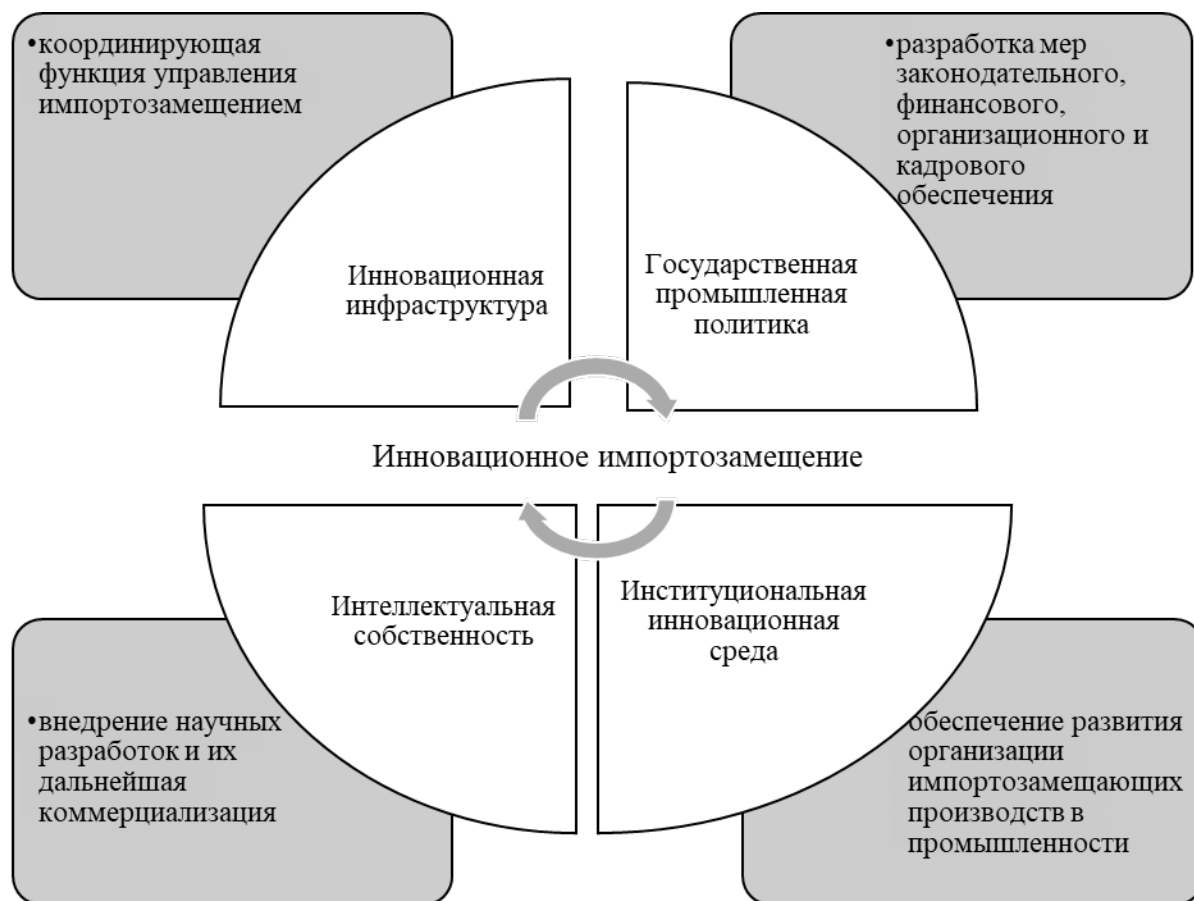 •координирующая
функция управления
импортозамещением
•разработка мер
законодательного,
финансового,
организационного и
кадрового
обеспечения
Инновационная
инфраструктура
Государственная
промышленная
политика
Инновационное импортозамещение
Интеллектуальная
собственность
Институциональная
инновационная
среда
•внедрение научных
разработок и их
дальнейшая
коммерциализация
обеспечение развития
организации
импортозамещающих
производств в
промышленности